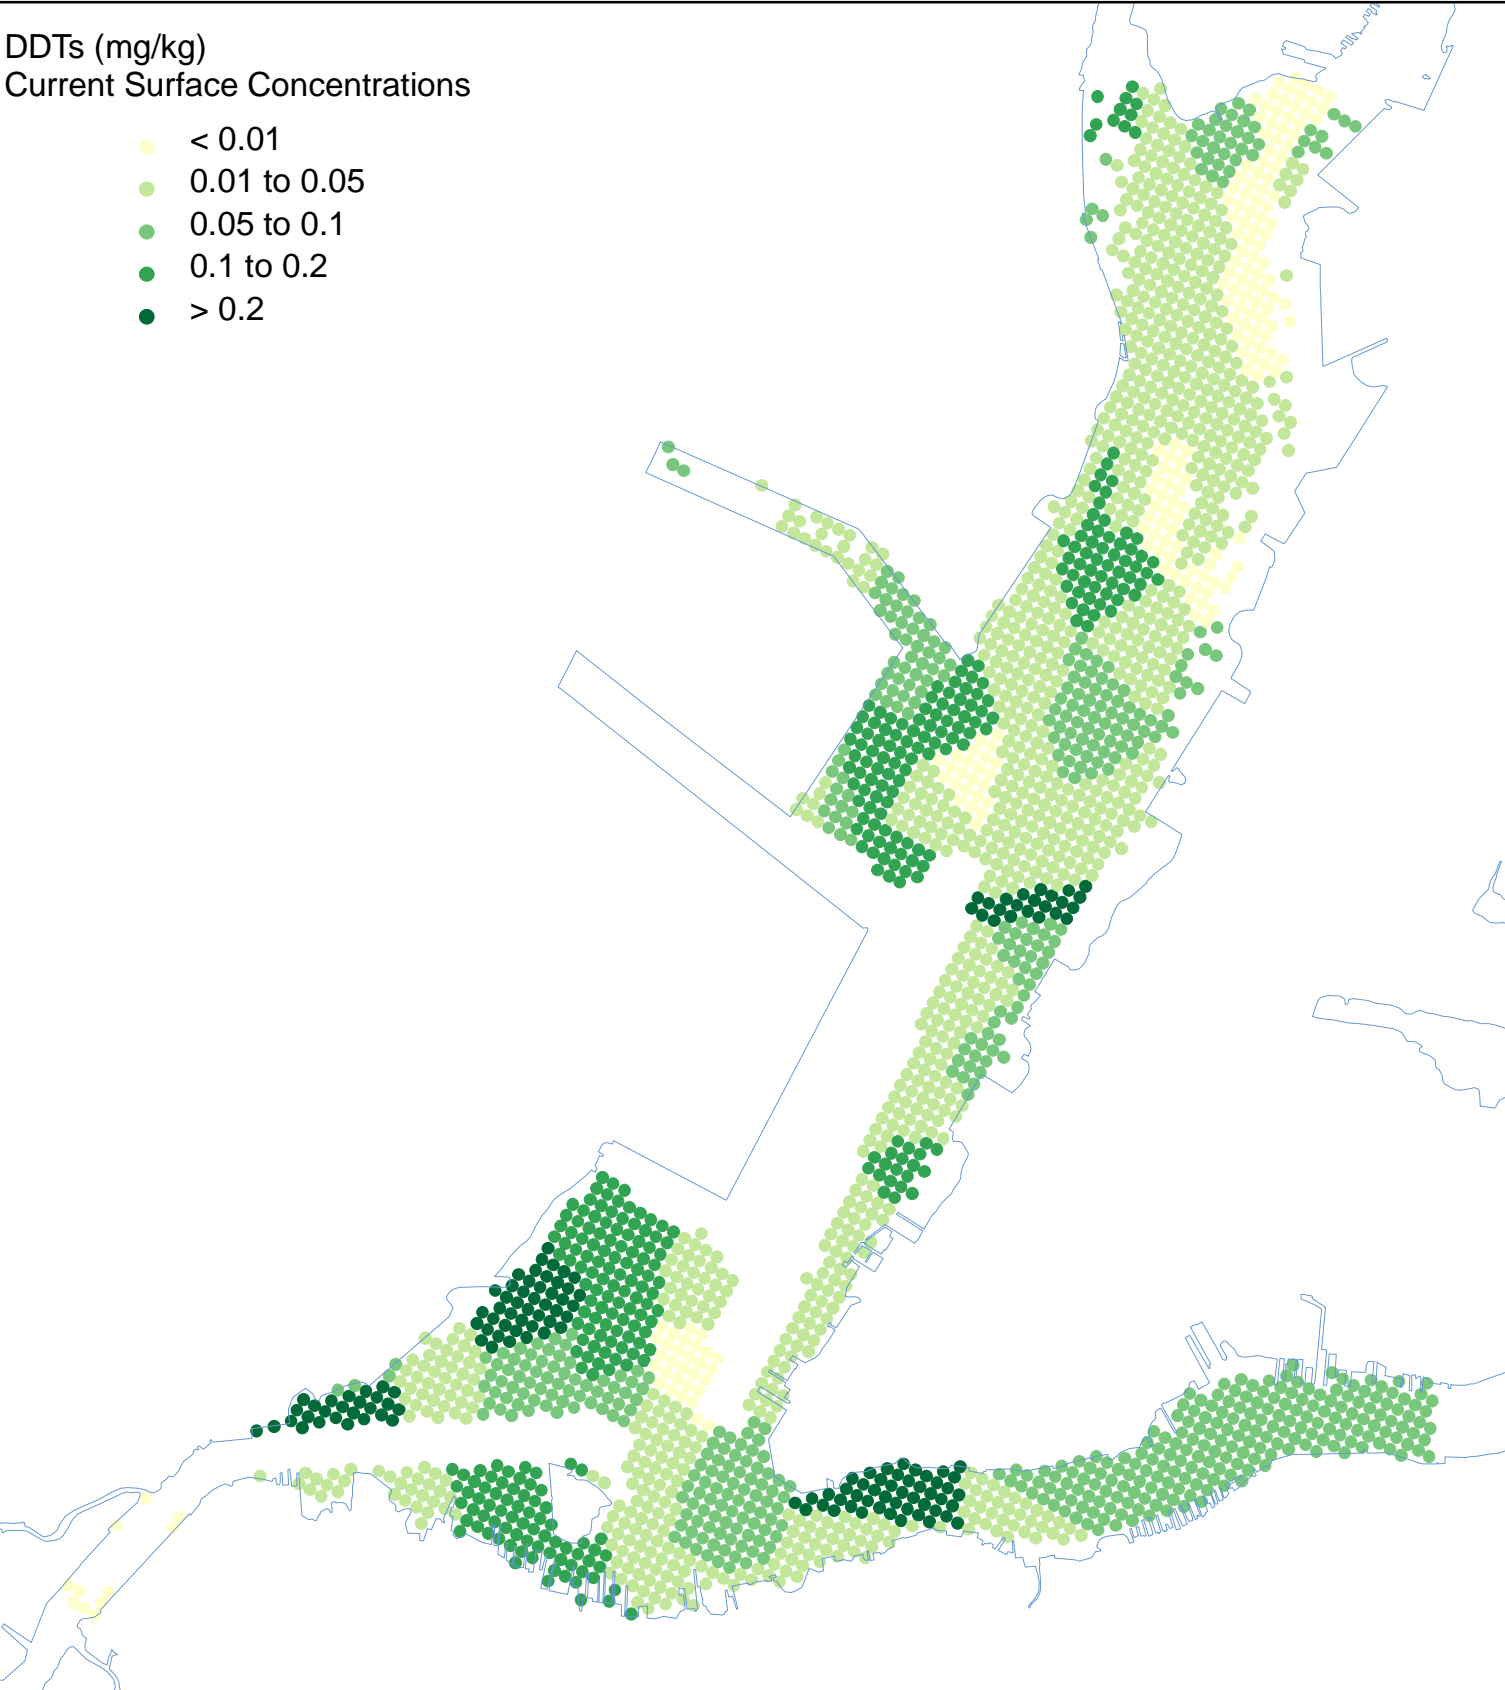 DDTs (mg/kg)
Current Surface Concentrations
< 0.01
0.01 to 0.05
0.05 to 0.1
0.1 to 0.2
> 0.2